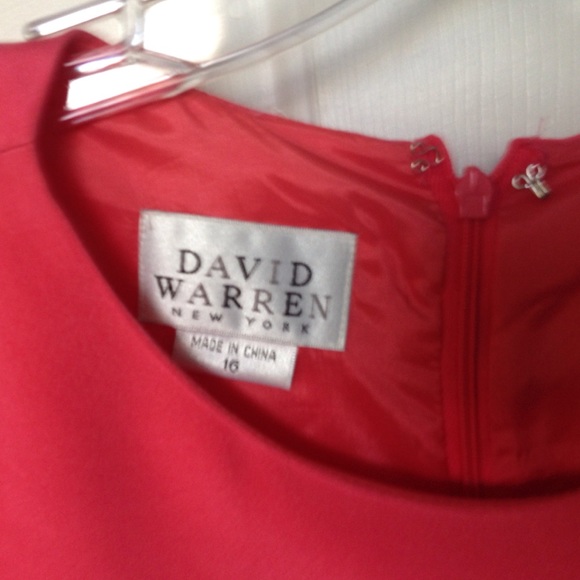 DAVID
WARREN
NEW YORK
MADE IN CHINA
16